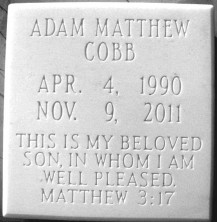 ADAM MATTHEW
COBB
APR. 4, 1990
NOV. 9, 2011
THIS IS MY BELOVED
SON, IN WHOM I AM
WELL PLEASED.
MATTHEW 3:17